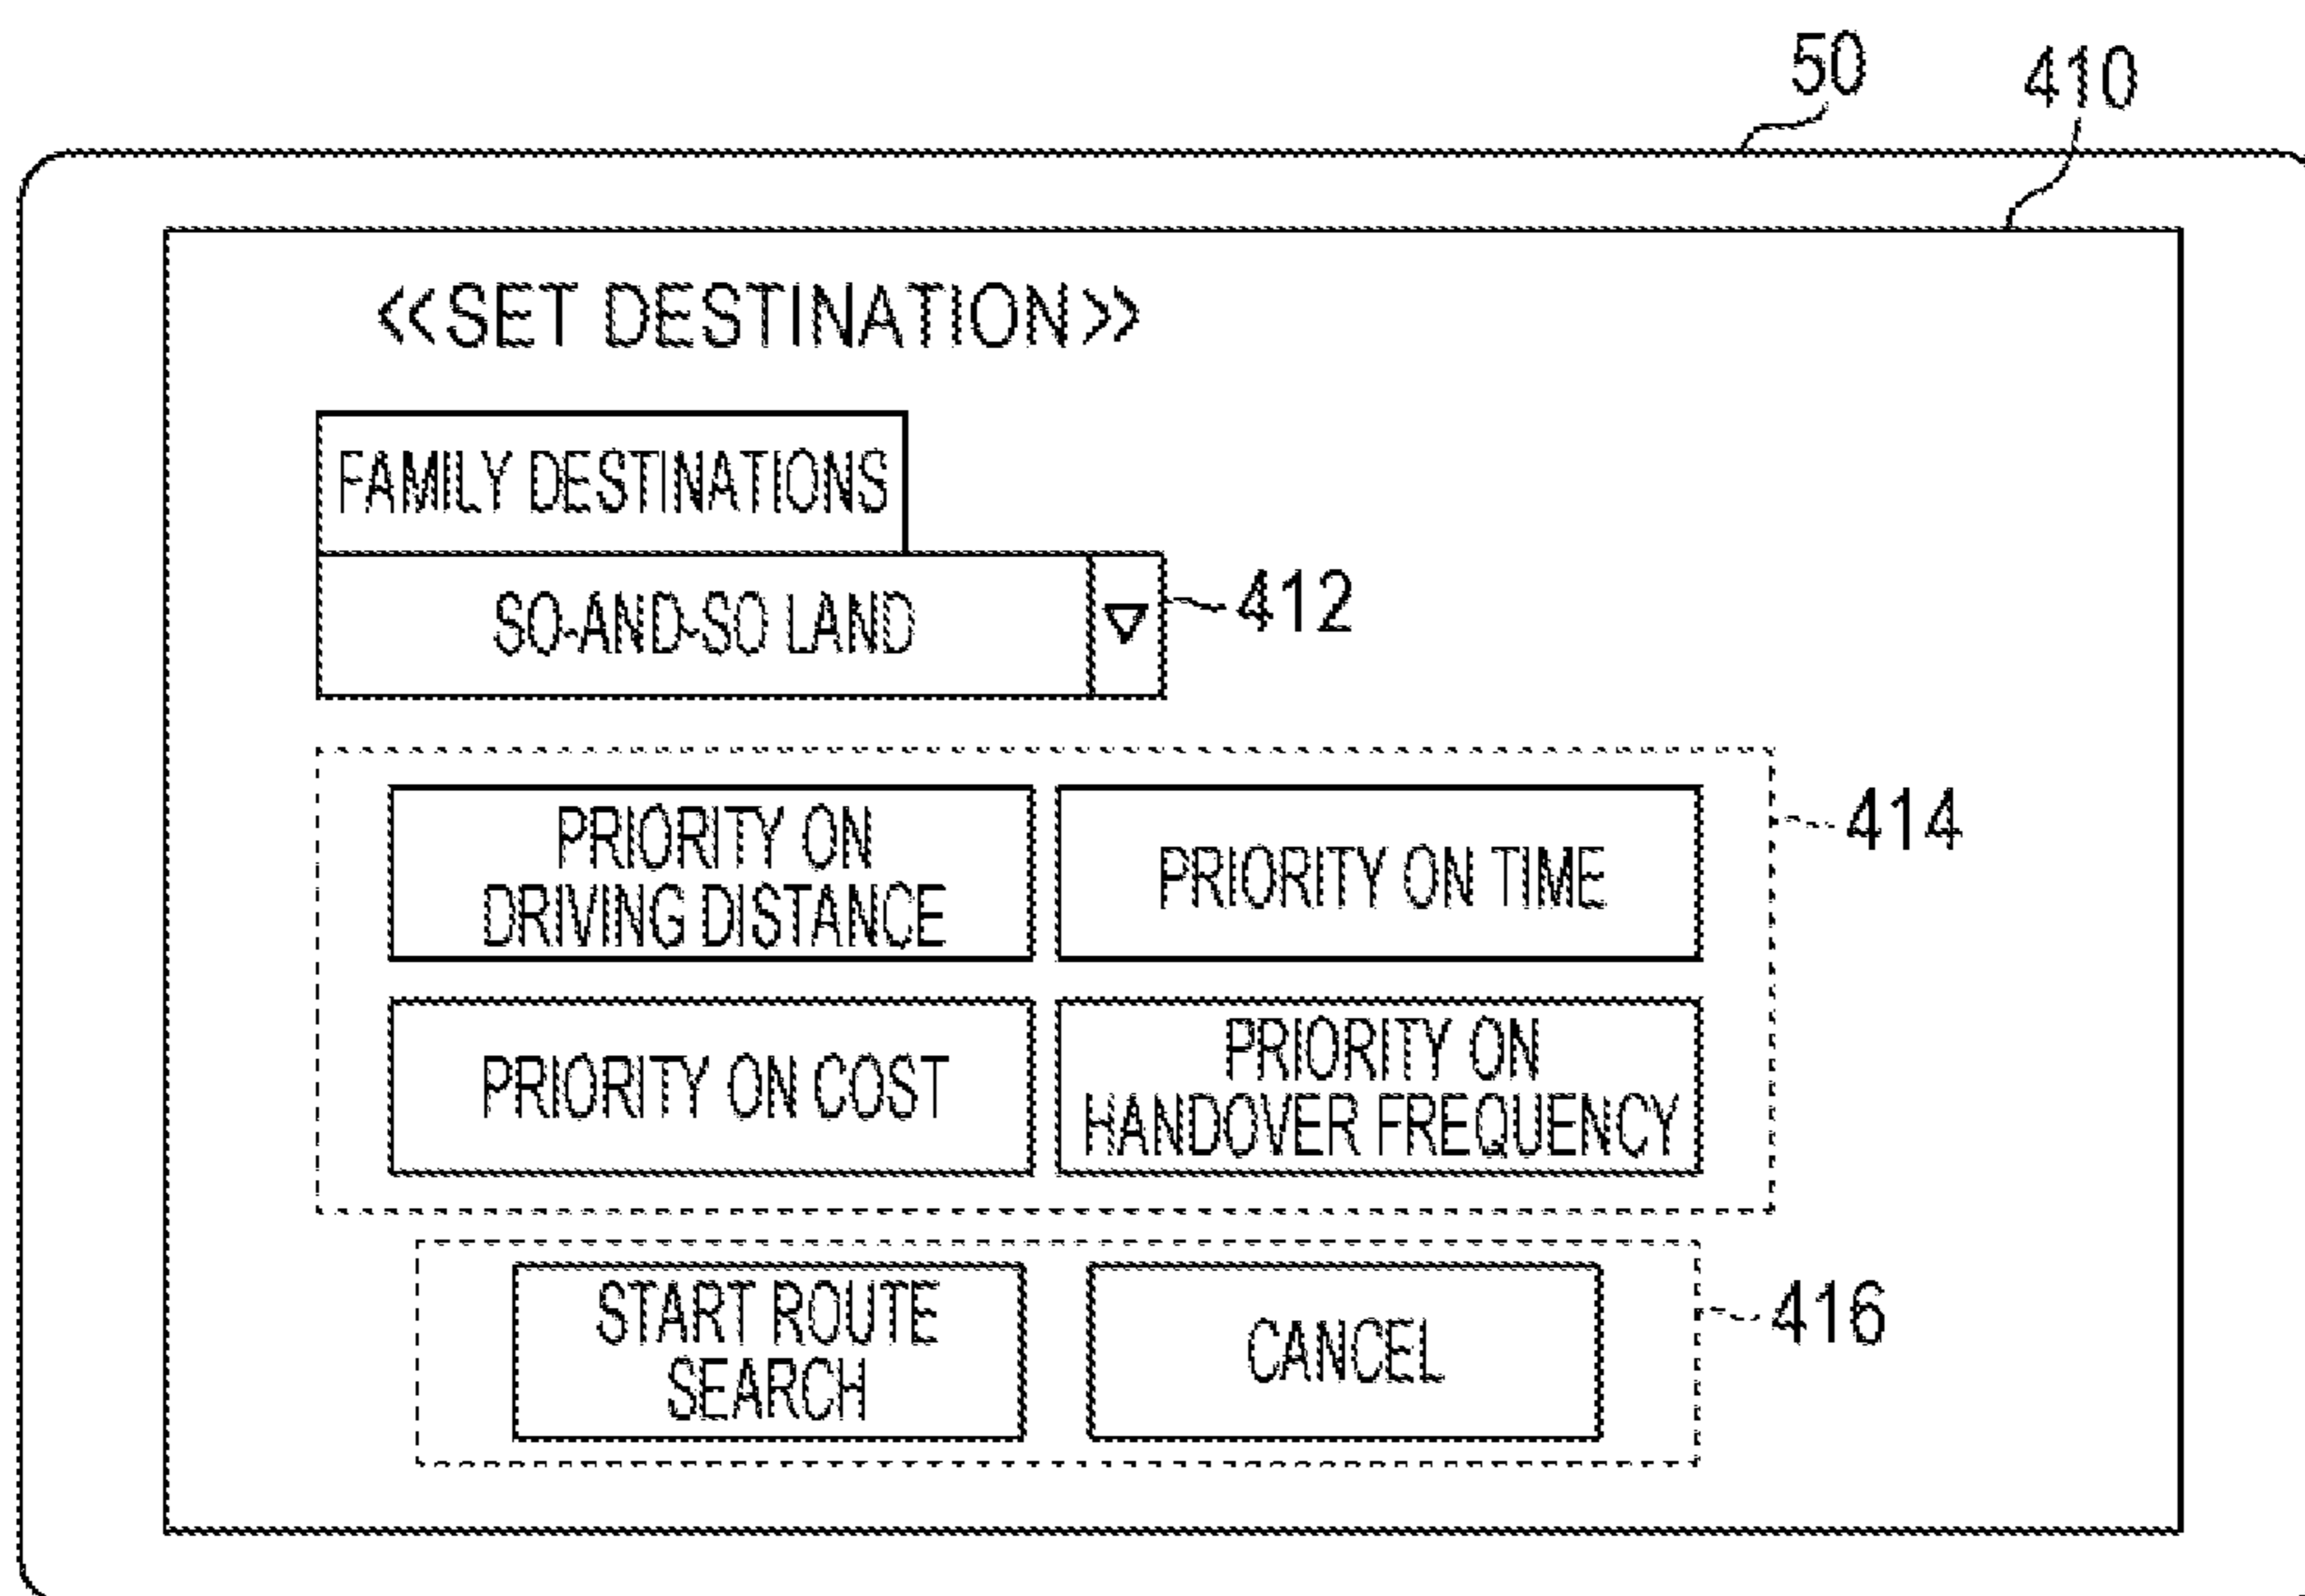 50
410
<<SET DESTINATION>>
FAMILY DESTINATIONS
SO-AND-SO LAND
▽
412
PRIORITY ON
DRIVING DISTANCE
PRIORITY ON TIME
414
PRIORITY ON COST
PRIORITY ON
HANDOVER FREQUENCY
START ROUTE
SEARCH
CANCEL
416